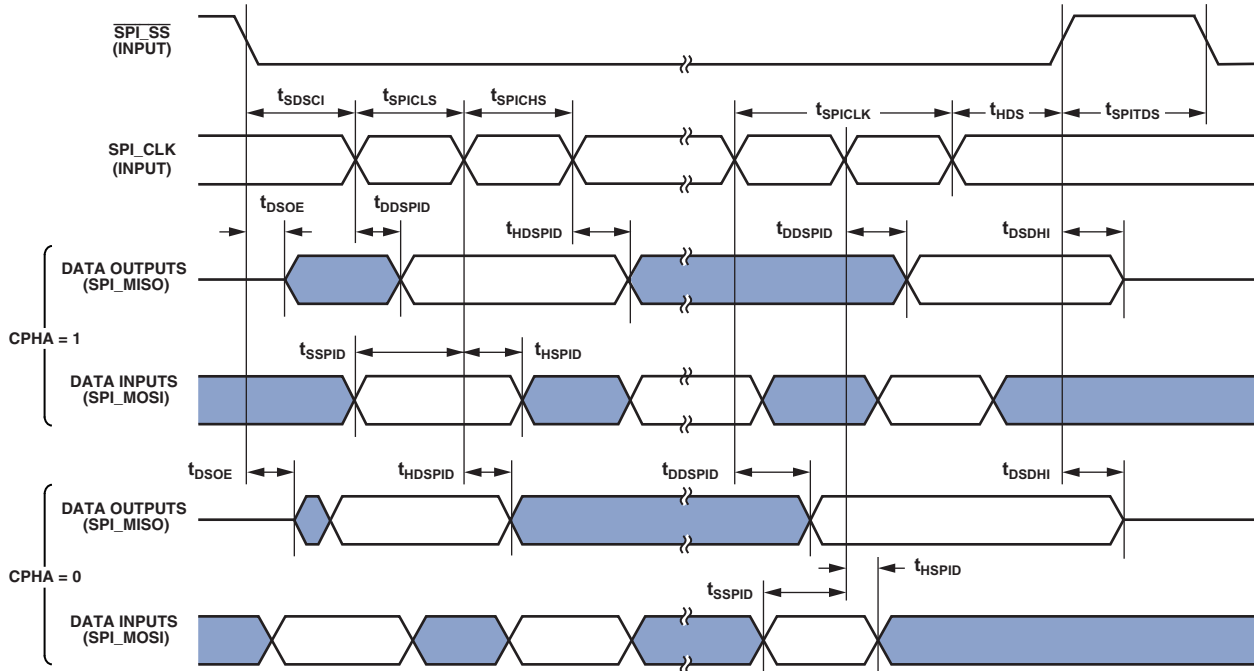 SPI_SS
(INPUT)
tSDSCI tSPICLS tSPICHS tSPICLK tHDS tSPITDS
SPI_CLK
(INPUT)
tDSOE tDDSPID tHDSPID tDDSPID tDSDHI
DATA OUTPUTS
(SPI_MISO)
CPHA = 1
tSSPID tHSPID
DATA INPUTS
(SPI_MOSI)
tDSOE tHDSPID tDDSPID tDSDHI
DATA OUTPUTS
(SPI_MISO)
CPHA = 0
tHSPID
tSSPID
DATA INPUTS
(SPI_MOSI)